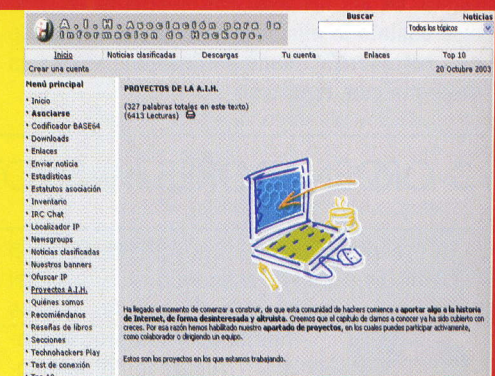 Buscar
Noticias
A.I.H. Asociación para la
Información de Hackers.
Todos los tópicos
Inicio
Noticias clasificadas
Descargas
Tu cuenta
Enlaces
Top 10
Crear una cuenta
20 Octubre 2003
Menú principal
· Inicio
· Asociarse
· Codificador BASE64
· Downloads
· Enlaces
· Enviar noticia
· Estadísticas
· Estatutos asociación
· Inventario
· IRC Chat
· Localizador IP
· Newsgroups
· Noticias clasificadas
· Nuestros banners
· Ofuscar IP
· Proyectos A.I.H.
· Quiénes somos
· Recomiéndanos
· Reseñas de libros
· Secciones
· Technohackers Play
· Test de conexión
· Top 10
PROYECTOS DE LA A.I.H.
(327 palabras totales en este texto)
(6413 Lecturas)
Ha llegado el momento de comenzar a construir, de que esta comunidad de hackers comience a aportar algo a la historia
de Internet, de forma desinteresada y altruista. Creemos que el capítulo de darnos a conocer ya ha sido cubierto con
creces. Por esa razón hemos habilitado nuestro apartado de proyectos, en los cuales puedes participar activamente,
como colaborador o dirigiendo un equipo.
Estos son los proyectos en los que estamos trabajando.